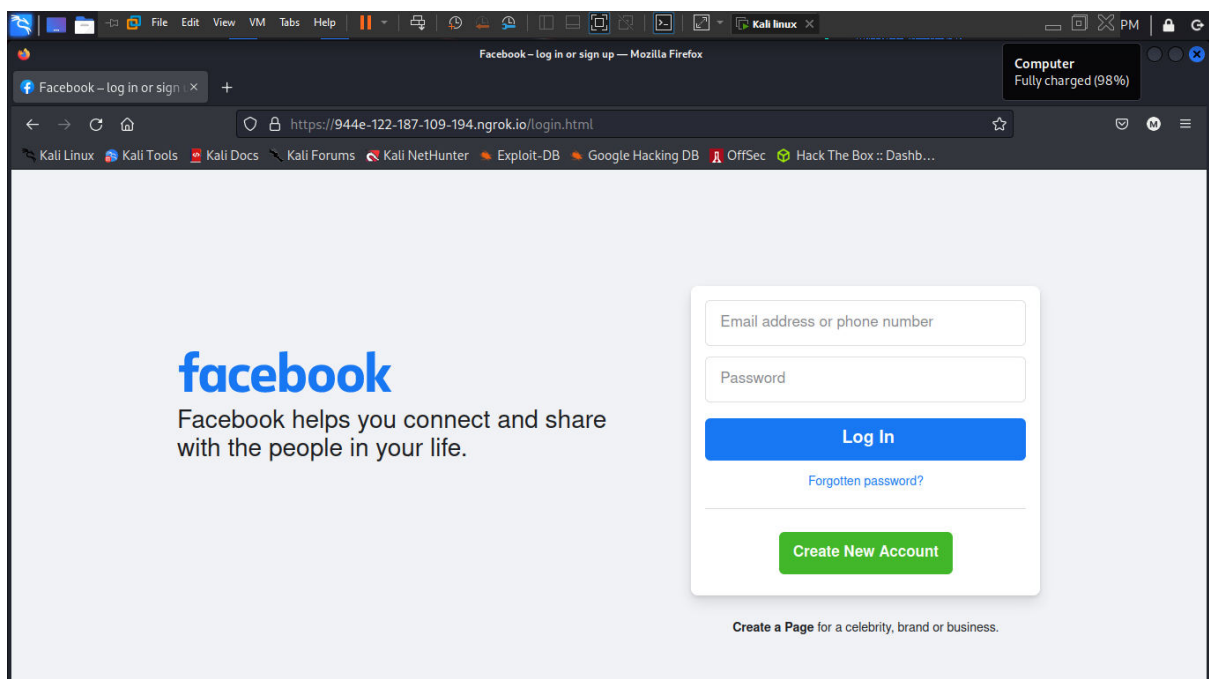 File Edit View VM Tabs Help Kali linux PM
Facebook – log in or sign up — Mozilla Firefox
Computer
Fully charged (98%)
Facebook – log in or sign
https://944e-122-187-109-194.ngrok.io/login.html
Kali Linux Kali Tools Kali Docs Kali Forums Kali NetHunter Exploit-DB Google Hacking DB OffSec Hack The Box :: Dashb...
Email address or phone number
Password
facebook
Facebook helps you connect and share
with the people in your life.
Log In
Forgotten password?
Create New Account
Create a Page for a celebrity, brand or business.